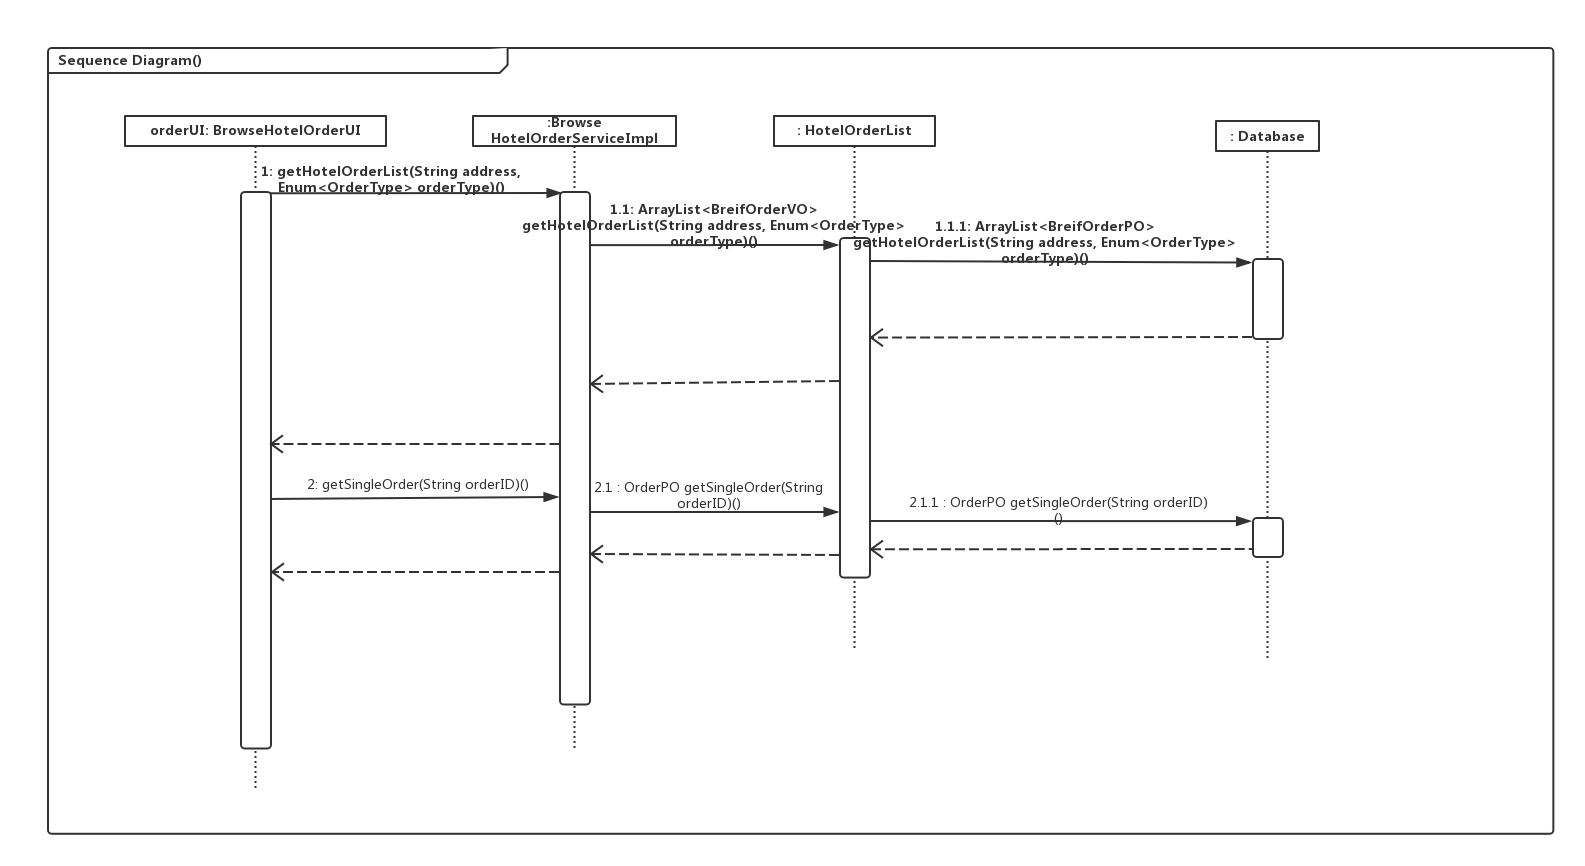 Sequence Diagram()
orderUI: BrowseHotelOrderUI
:Browse
HotelOrderServiceImpl
: HotelOrderList
: Database
1: getHotelOrderList(String address,
Enum<OrderType> orderType)()
1.1: ArrayList<BreifOrderVO>
getHotelOrderList(String address, Enum<OrderType>
orderType)()
1.1.1: ArrayList<BreifOrderPO>
getHotelOrderList(String address, Enum<OrderType>
orderType)()
2: getSingleOrder(String orderID)()
2.1 : OrderPO getSingleOrder(String
orderID)()
2.1.1 : OrderPO getSingleOrder(String orderID)
()